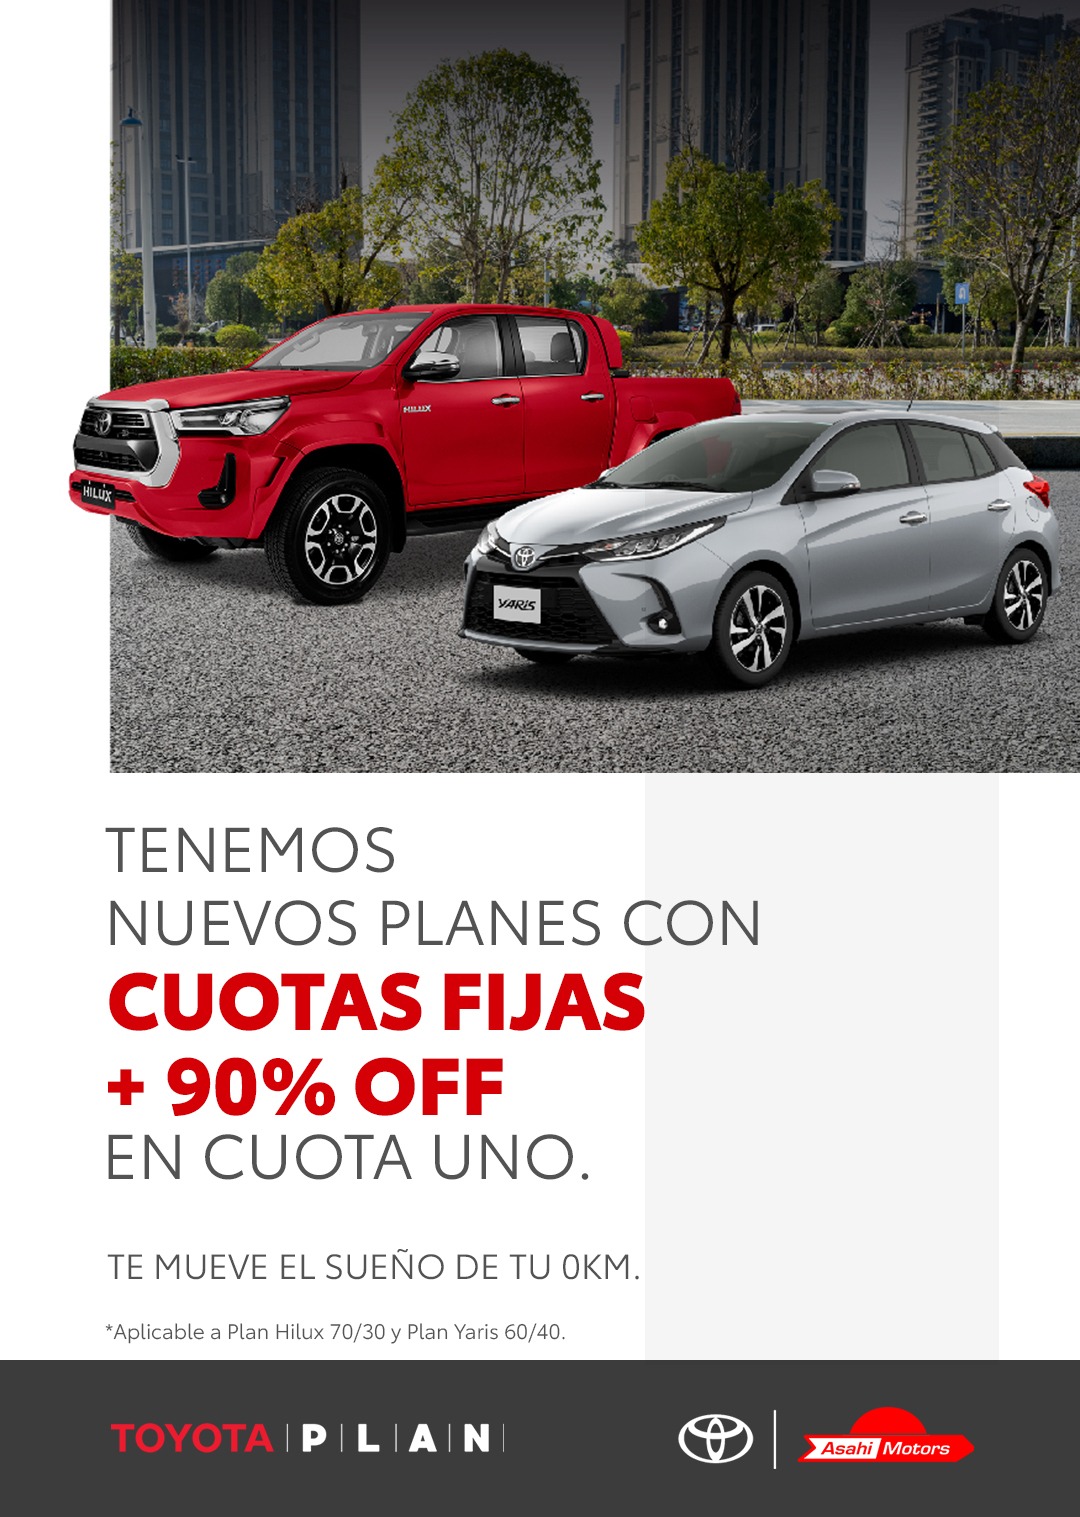 HILUX
HILUX
YARIS
TENEMOS
NUEVOS PLANES CON
CUOTAS FIJAS
+ 90% OFF
EN CUOTA UNO.
TE MUEVE EL SUEÑO DE TU 0KM.
*Aplicable a Plan Hilux 70/30 y Plan Yaris 60/40.
TOYOTA |P|L|A|N|
Asahi Motors